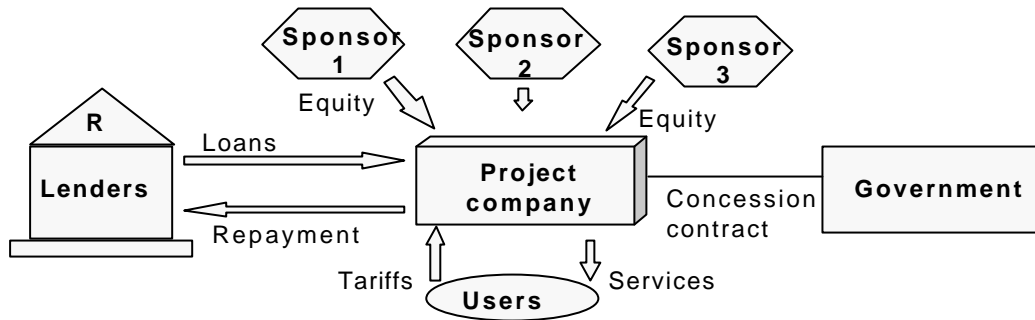 Sponsor
1
Sponsor
2
Sponsor
3
Equity
Equity
R
Lenders
Loans
Repayment
Project
company
Concession
contract
Government
Tariffs
Services
Users